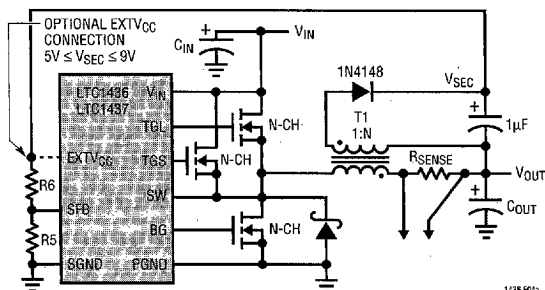 OPTIONAL EXTVCC
CONNECTION
5V ≤ VSEC ≤ 9V
CIN
+
VIN
LTC1436
LTC1437
VIN
TGL
N-CH
EXTVCC
TGS
N-CH
R6
SW
SFB
BG
N-CH
R5
SGND
PGND
1N4148
VSEC
T1
1:N
+
1µF
RSENSE
VOUT
+
COUT